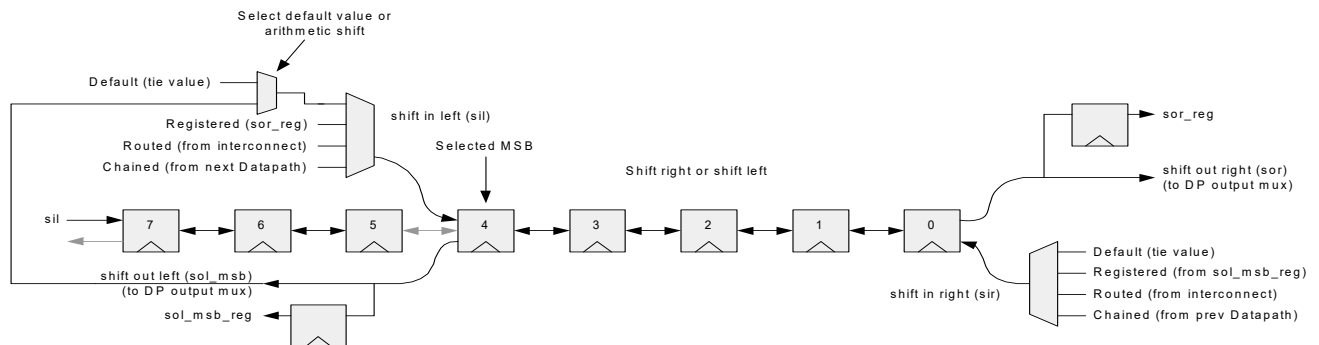 Select default value or
arithmetic shift
Default (tie value)
shift in left (sil)
Registered (sor_reg)
Routed (from interconnect)
Chained (from next Datapath)
Selected MSB
Shift right or shift left
sor_reg
shift out right (sor)
(to DP output mux)
sil
7
6
5
4
3
2
1
0
shift out left (sol_msb)
(to DP output mux)
sol_msb_reg
shift in right (sir)
Default (tie value)
Registered (from sol_msb_reg)
Routed (from interconnect)
Chained (from prev Datapath)